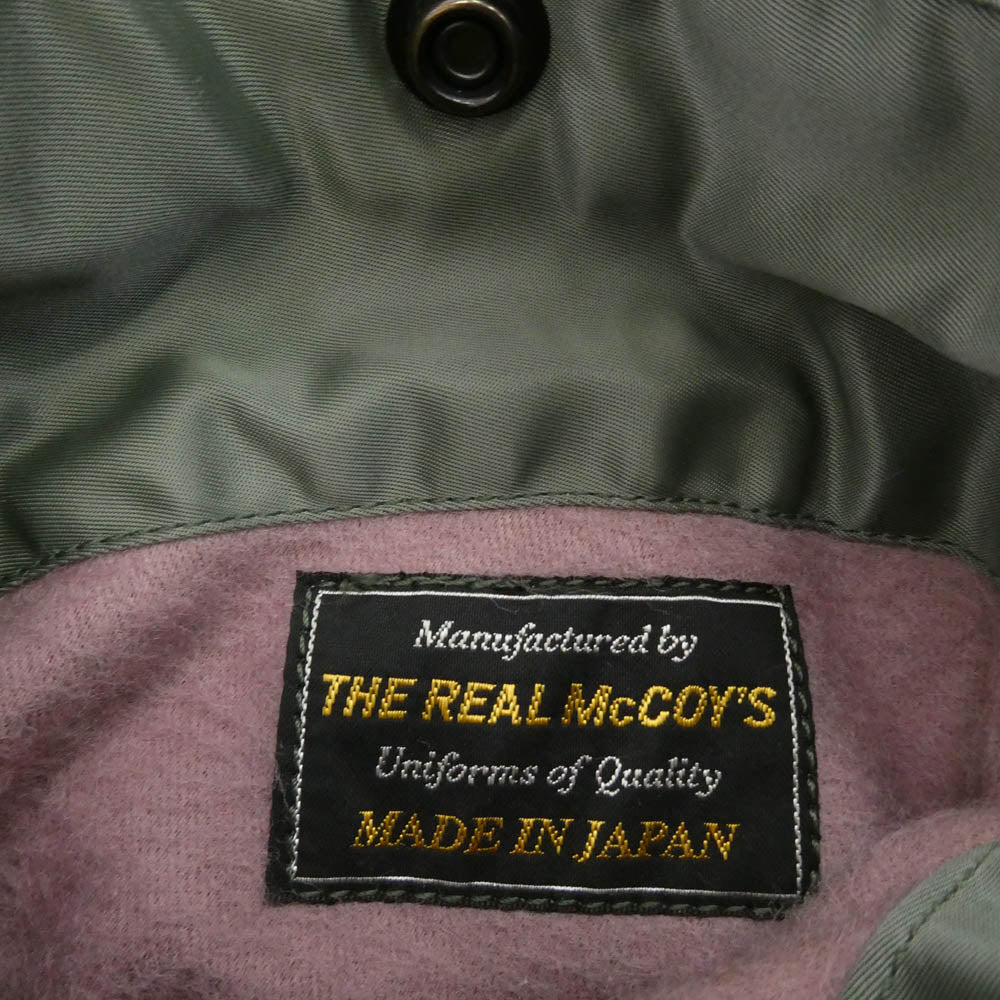 Manufactured by
THE REAL McCOY'S
Uniforms of Quality
MADE IN JAPAN